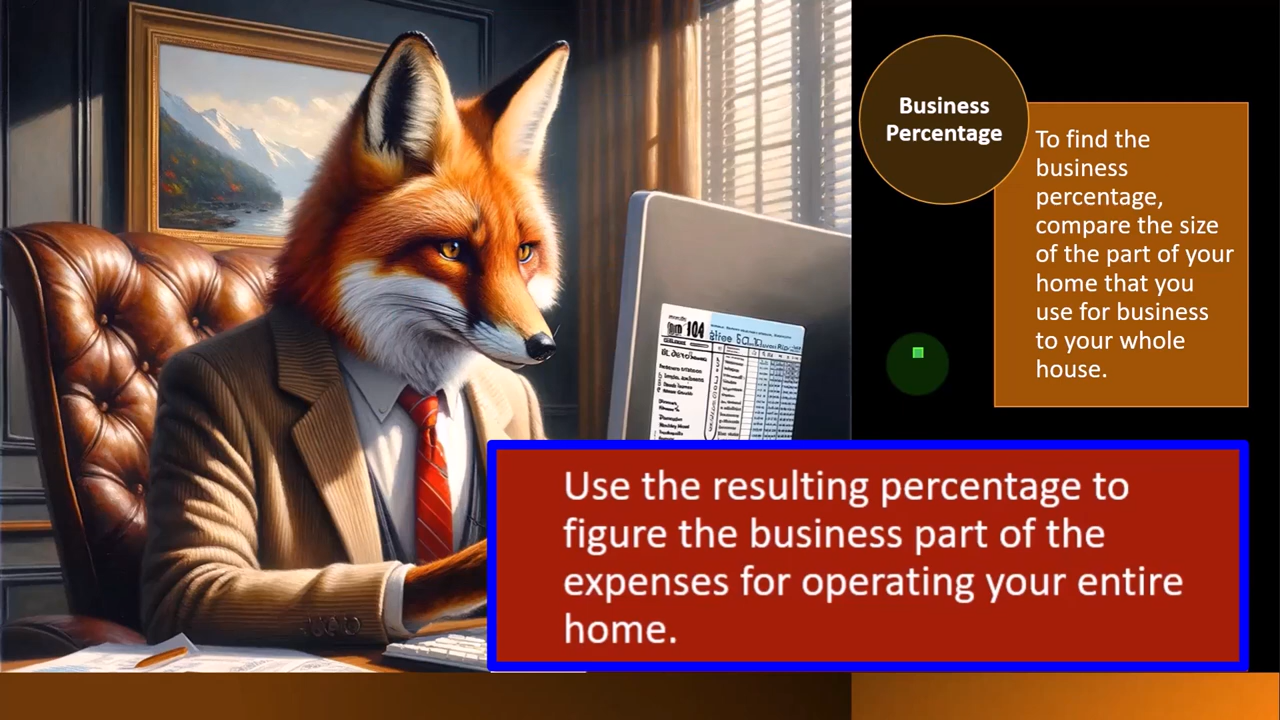 Business
Percentage
To find the
business
percentage,
compare the size
of the part of your
home that you
use for business
to your whole
house.
104
Use the resulting percentage to
figure the business part of the
expenses for operating your entire
home.